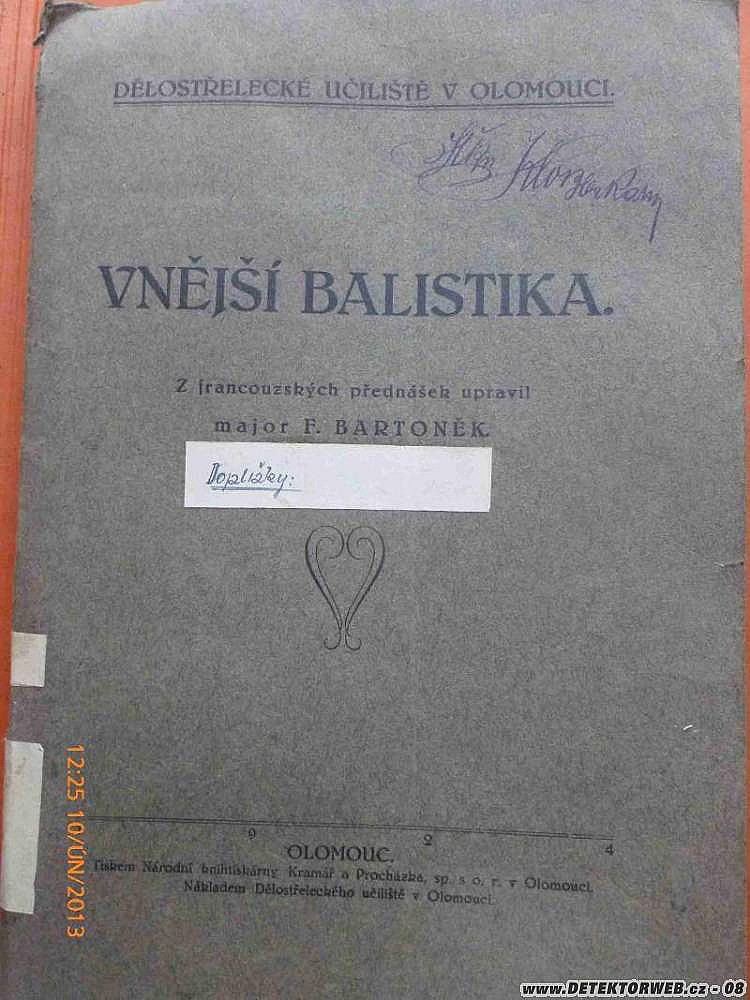 DĚLOSTŘELECKÉ UČILIŠTĚ V OLOMOUCI.
VNĚJŠÍ BALISTIKA.
Z francouzských přednášek upravil
major F. BARTONĚK.
Doplňky:
9 2 4
OLOMOUC.
Tiskem Národní knihtiskárny Kramář a Procházka, sp. s o. r. v Olomouci.
Nákladem Dělostřeleckého učiliště v Olomouci.
12:25 10/ÚN/2013
www.DETEKTORWEB.cz - 08